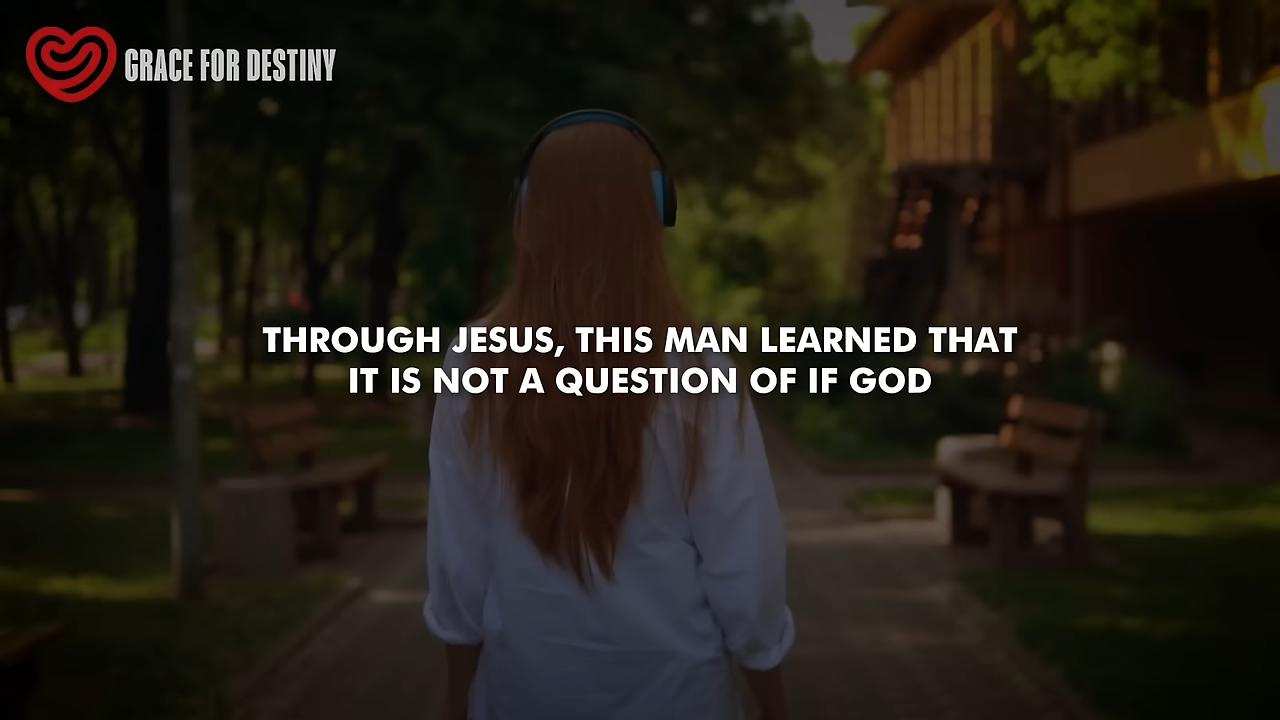 GRACE FOR DESTINY
THROUGH JESUS, THIS MAN LEARNED THAT
IT IS NOT A QUESTION OF IF GOD